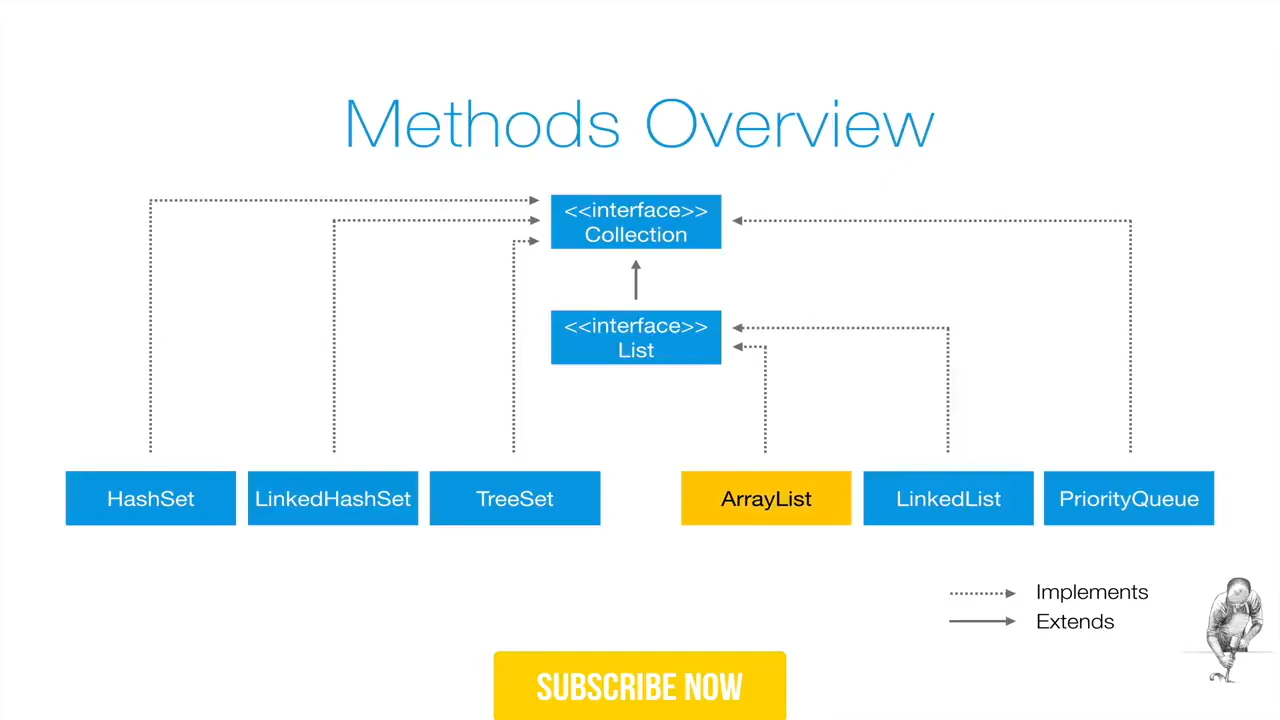 Methods Overview
<<interface>>
Collection
<<interface>>
List
HashSet
LinkedHashSet
TreeSet
ArrayList
LinkedList
PriorityQueue
Implements
Extends
SUBSCRIBE NOW